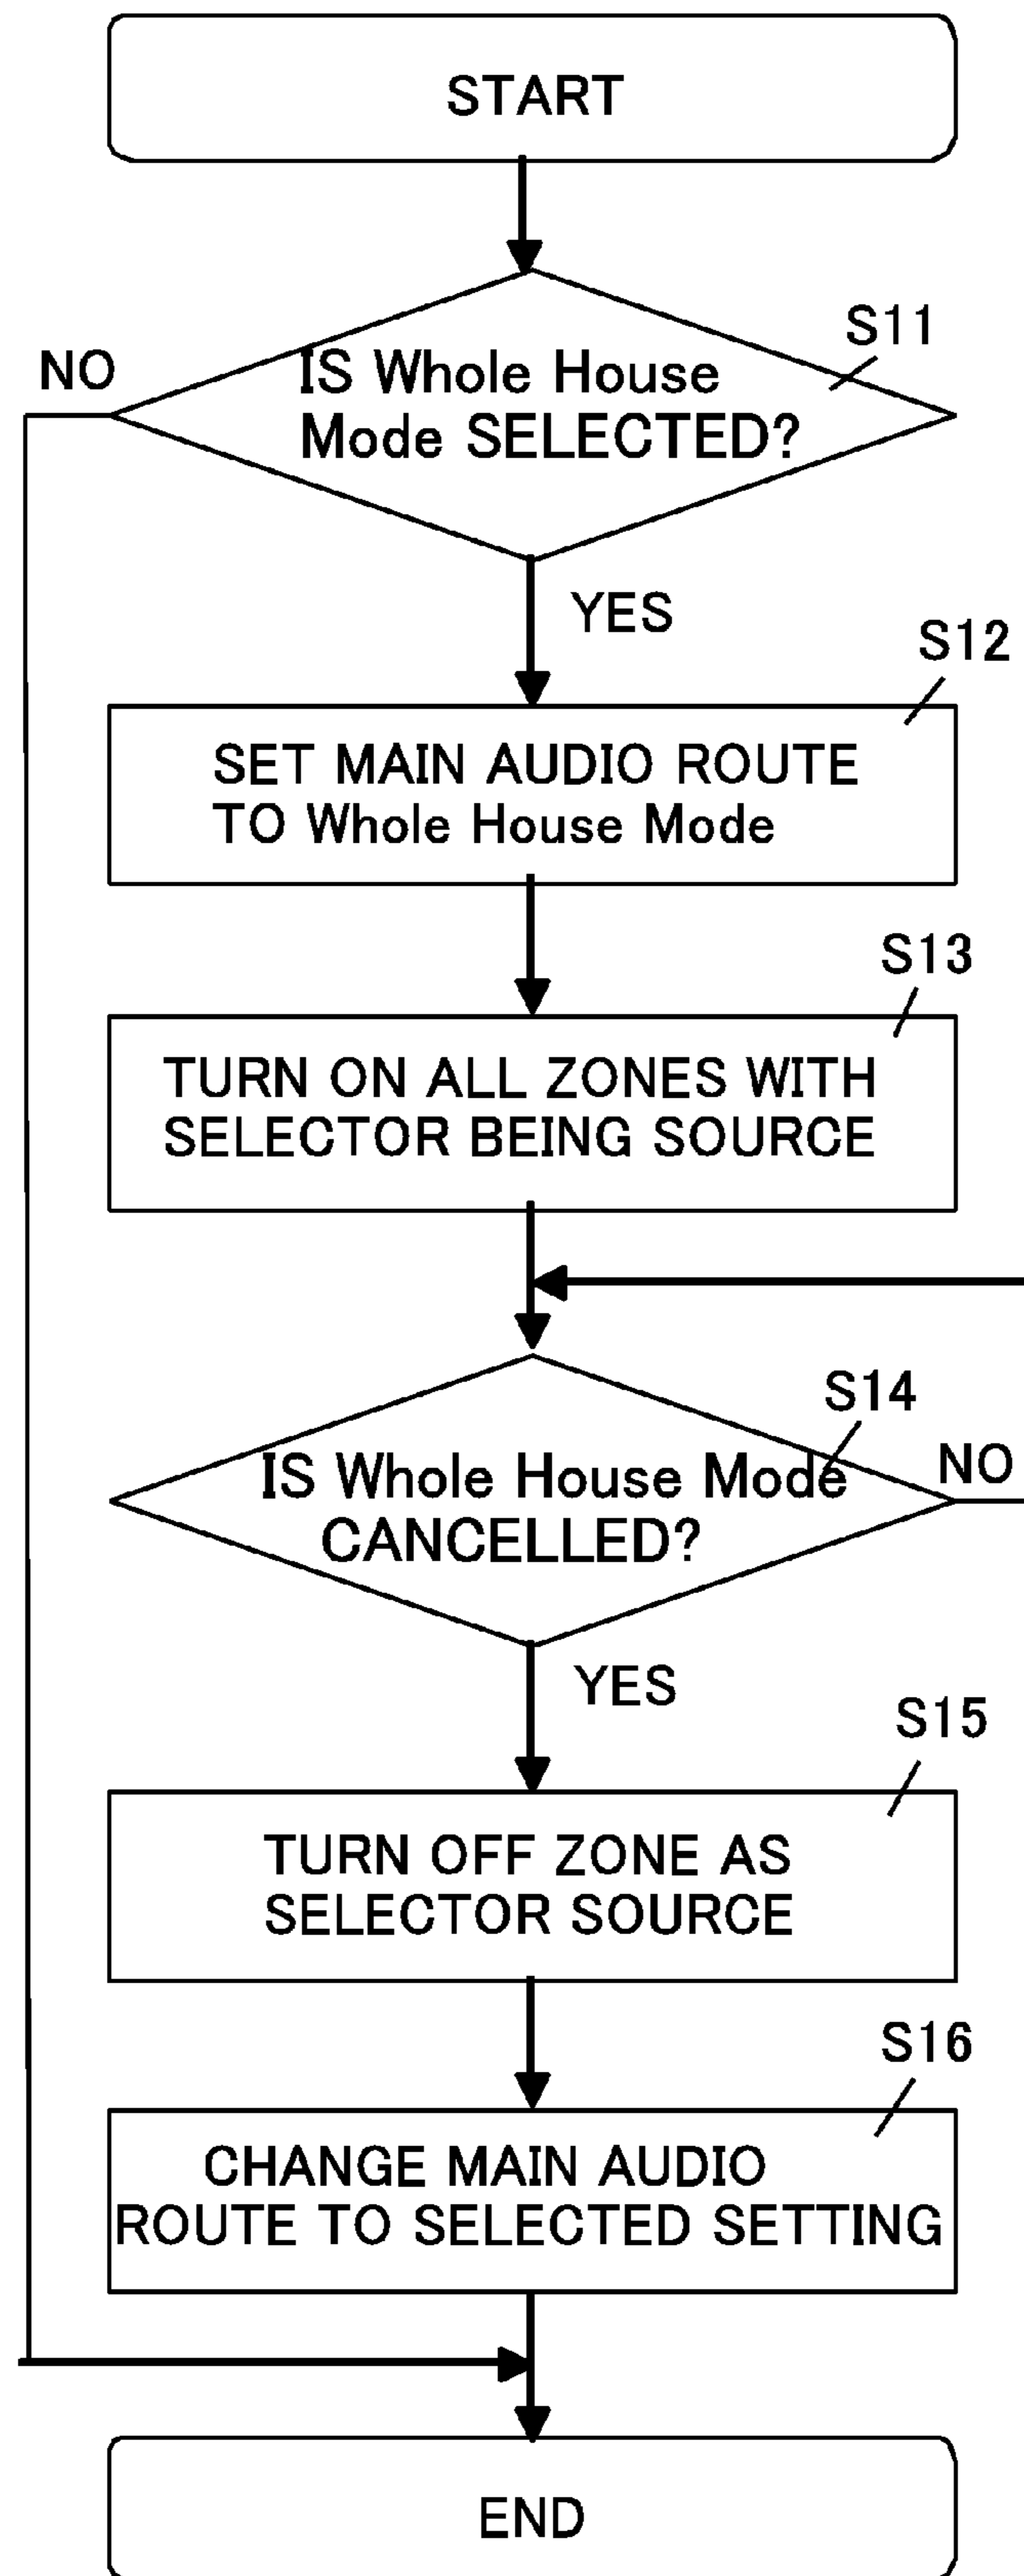 START
S11
NO
IS Whole House
Mode SELECTED?
YES
S12
SET MAIN AUDIO ROUTE
TO Whole House Mode
S13
TURN ON ALL ZONES WITH
SELECTOR BEING SOURCE
S14
NO
IS Whole House Mode
CANCELLED?
YES
S15
TURN OFF ZONE AS
SELECTOR SOURCE
S16
CHANGE MAIN AUDIO
ROUTE TO SELECTED SETTING
END